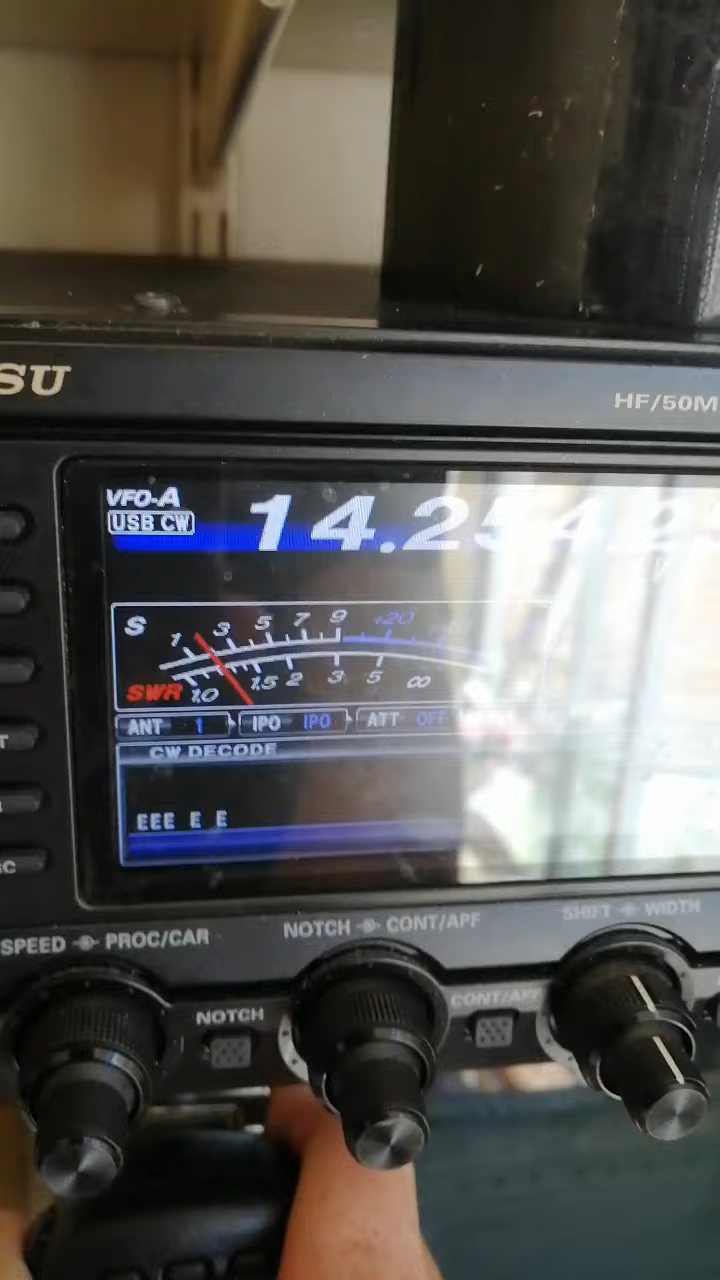 SU
HF/50M
VFO-A
USB CW
14.254
S 1 3 5 7 9 +20
SWR 1.0 1.5 2 3 5 ∞
ANT 1 IPO IPO ATT OFF
CW DECODE
EEE E E
T
SC
SPEED PROC/CAR
NOTCH CONT/APF
SHIFT WIDTH
NOTCH
CONT/APF